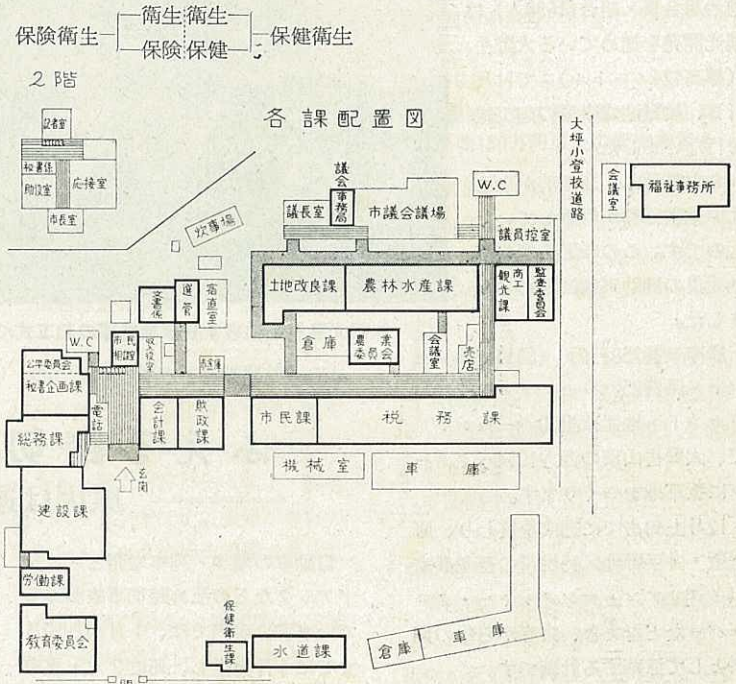 衛生 衛生
保険衛生
保険 保健
保健衛生
2階
各課配置図
記者室
秘書係
助役室
応接室
市長室
大坪小学校道路
会議室
福祉事務所
W.C
議会事務局
議長室
市議会議場
議員控室
炊事場
土地改良課
農林水産課
商工観光課
監査委員会
文書係
選管
宿直室
倉庫
農業委員会
会議室
売店
W.C
市民相談
収入役室
公平委員会
秘書企画課
電話
会計課
財政課
市民課
税務課
総務課
玄関
機械室
車庫
建設課
労働課
教育委員会
保健衛生課
水道課
倉庫
車庫